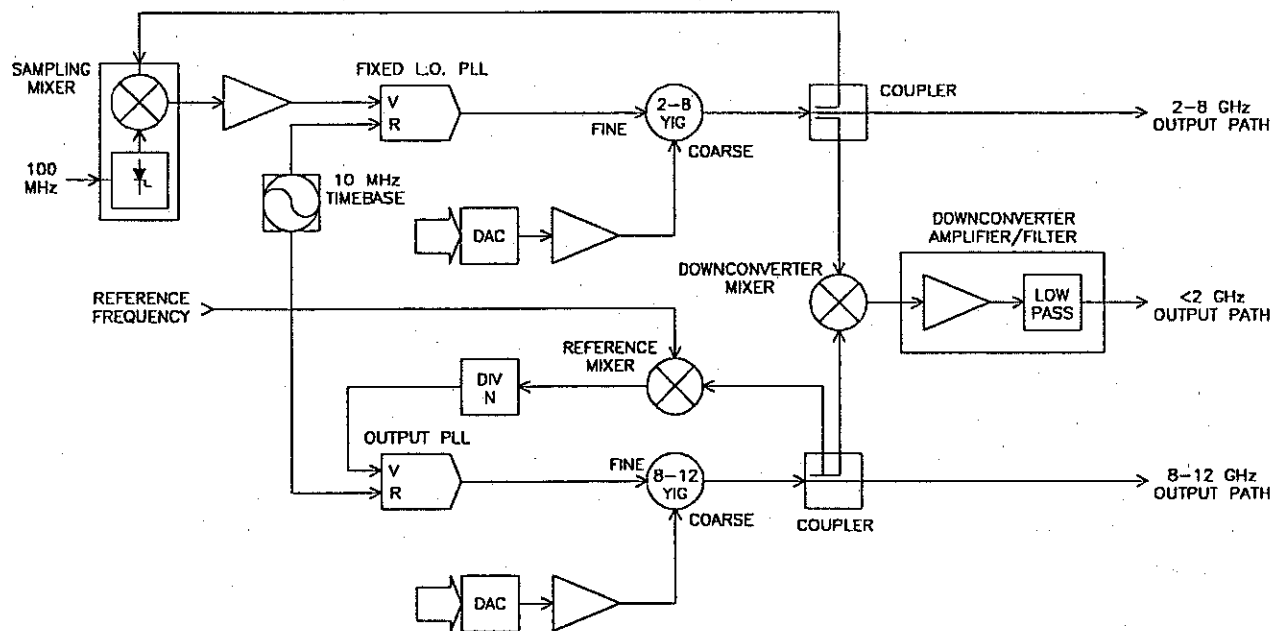 SAMPLING
MIXER
100
MHz
FIXED L.O. PLL
V
R
10 MHz
TIMEBASE
FINE
2-8
YIG
COARSE
DAC
COUPLER
2-8 GHz
OUTPUT PATH
DOWNCONVERTER
MIXER
DOWNCONVERTER
AMPLIFIER/FILTER
LOW
PASS
<2 GHz
OUTPUT PATH
REFERENCE
FREQUENCY
REFERENCE
MIXER
DIV
N
OUTPUT PLL
V
R
FINE
8-12
YIG
COARSE
DAC
COUPLER
8-12 GHz
OUTPUT PATH